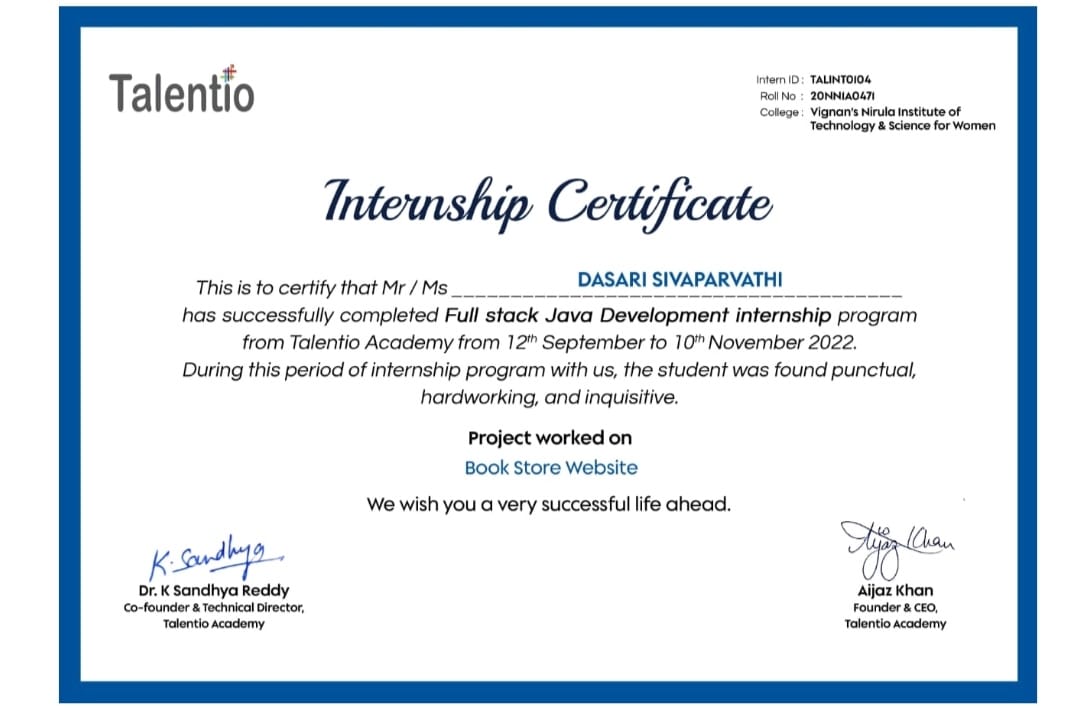 Talentio
Intern ID : TALINT0104
Roll No : 20NN1A0471
College : Vignan's Nirula Institute of
Technology & Science for Women
Internship Certificate
This is to certify that Mr / Ms DASARI SIVAPARVATHI
has successfully completed Full stack Java Development internship program
from Talentio Academy from 12th September to 10th November 2022.
During this period of internship program with us, the student was found punctual,
hardworking, and inquisitive.
Project worked on
Book Store Website
We wish you a very successful life ahead.
K. Sandhya
Dr. K Sandhya Reddy
Co-founder & Technical Director,
Talentio Academy
Aijaz Khan
Aijaz Khan
Founder & CEO,
Talentio Academy